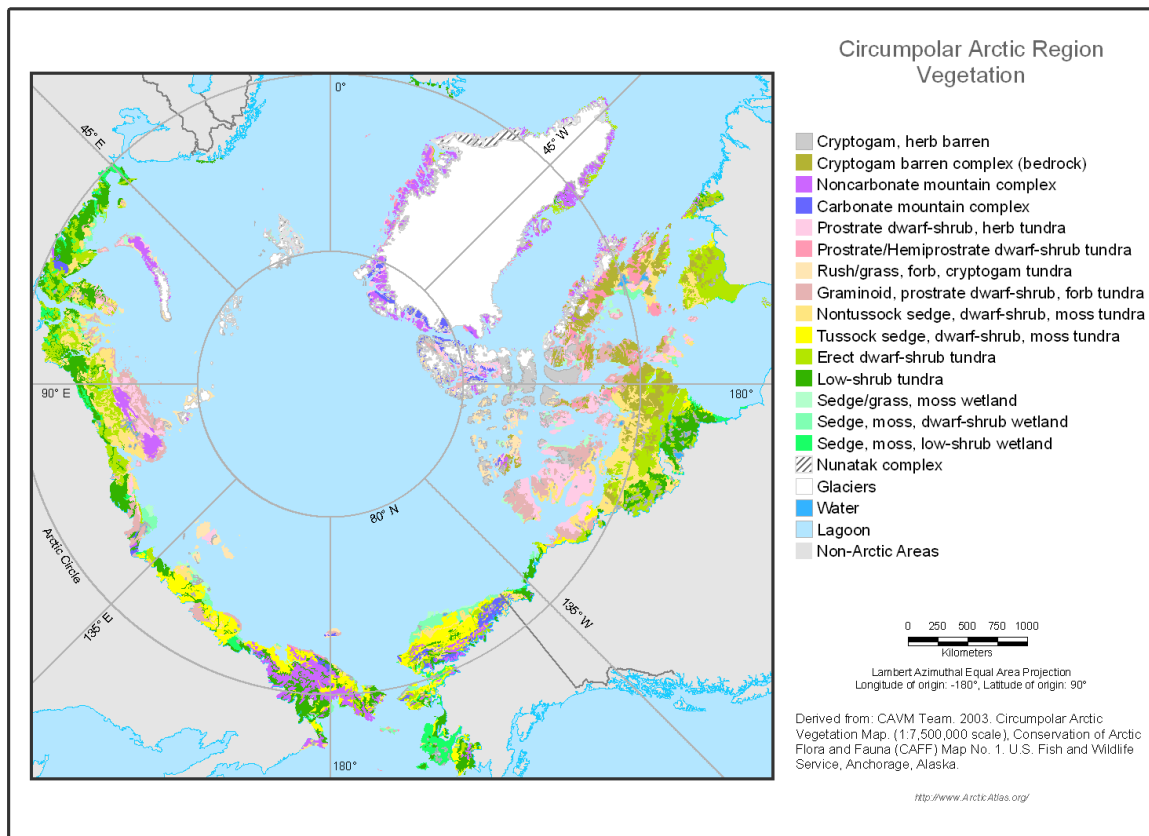 Circumpolar Arctic Region
Vegetation
Cryptogam, herb barren
Cryptogam barren complex (bedrock)
Noncarbonate mountain complex
Carbonate mountain complex
Prostrate dwarf-shrub, herb tundra
Prostrate/Hemiprostrate dwarf-shrub tundra
Rush/grass, forb, cryptogam tundra
Graminoid, prostrate dwarf-shrub, forb tundra
Nontussock sedge, dwarf-shrub, moss tundra
Tussock sedge, dwarf-shrub, moss tundra
Erect dwarf-shrub tundra
Low-shrub tundra
Sedge/grass, moss wetland
Sedge, moss, dwarf-shrub wetland
Sedge, moss, low-shrub wetland
Nunatak complex
Glaciers
Water
Lagoon
Non-Arctic Areas
0°
45° E
45° W
90° E
180°
80° N
Arctic Circle
135° E
135° W
180°
0 250 500 750 1000
Kilometers
Lambert Azimuthal Equal Area Projection
Longitude of origin: -180°, Latitude of origin: 90°
Derived from: CAVM Team. 2003. Circumpolar Arctic
Vegetation Map. (1:7,500,000 scale), Conservation of Arctic
Flora and Fauna (CAFF) Map No. 1. U.S. Fish and Wildlife
Service, Anchorage, Alaska.
http://www.ArcticAtlas.org/